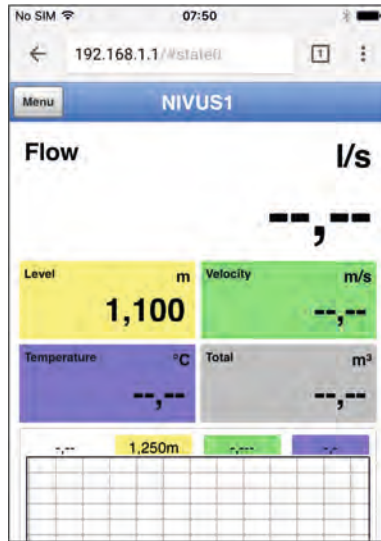 No SIM 07:50
192.168.1.1/#state0
1
Menu NIVUS1
Flow l/s
--,--
Level m Velocity m/s
1,100 --,--
Temperature °C Total m³
--,-- --,--
-,-- 1,250m -,--- -,-